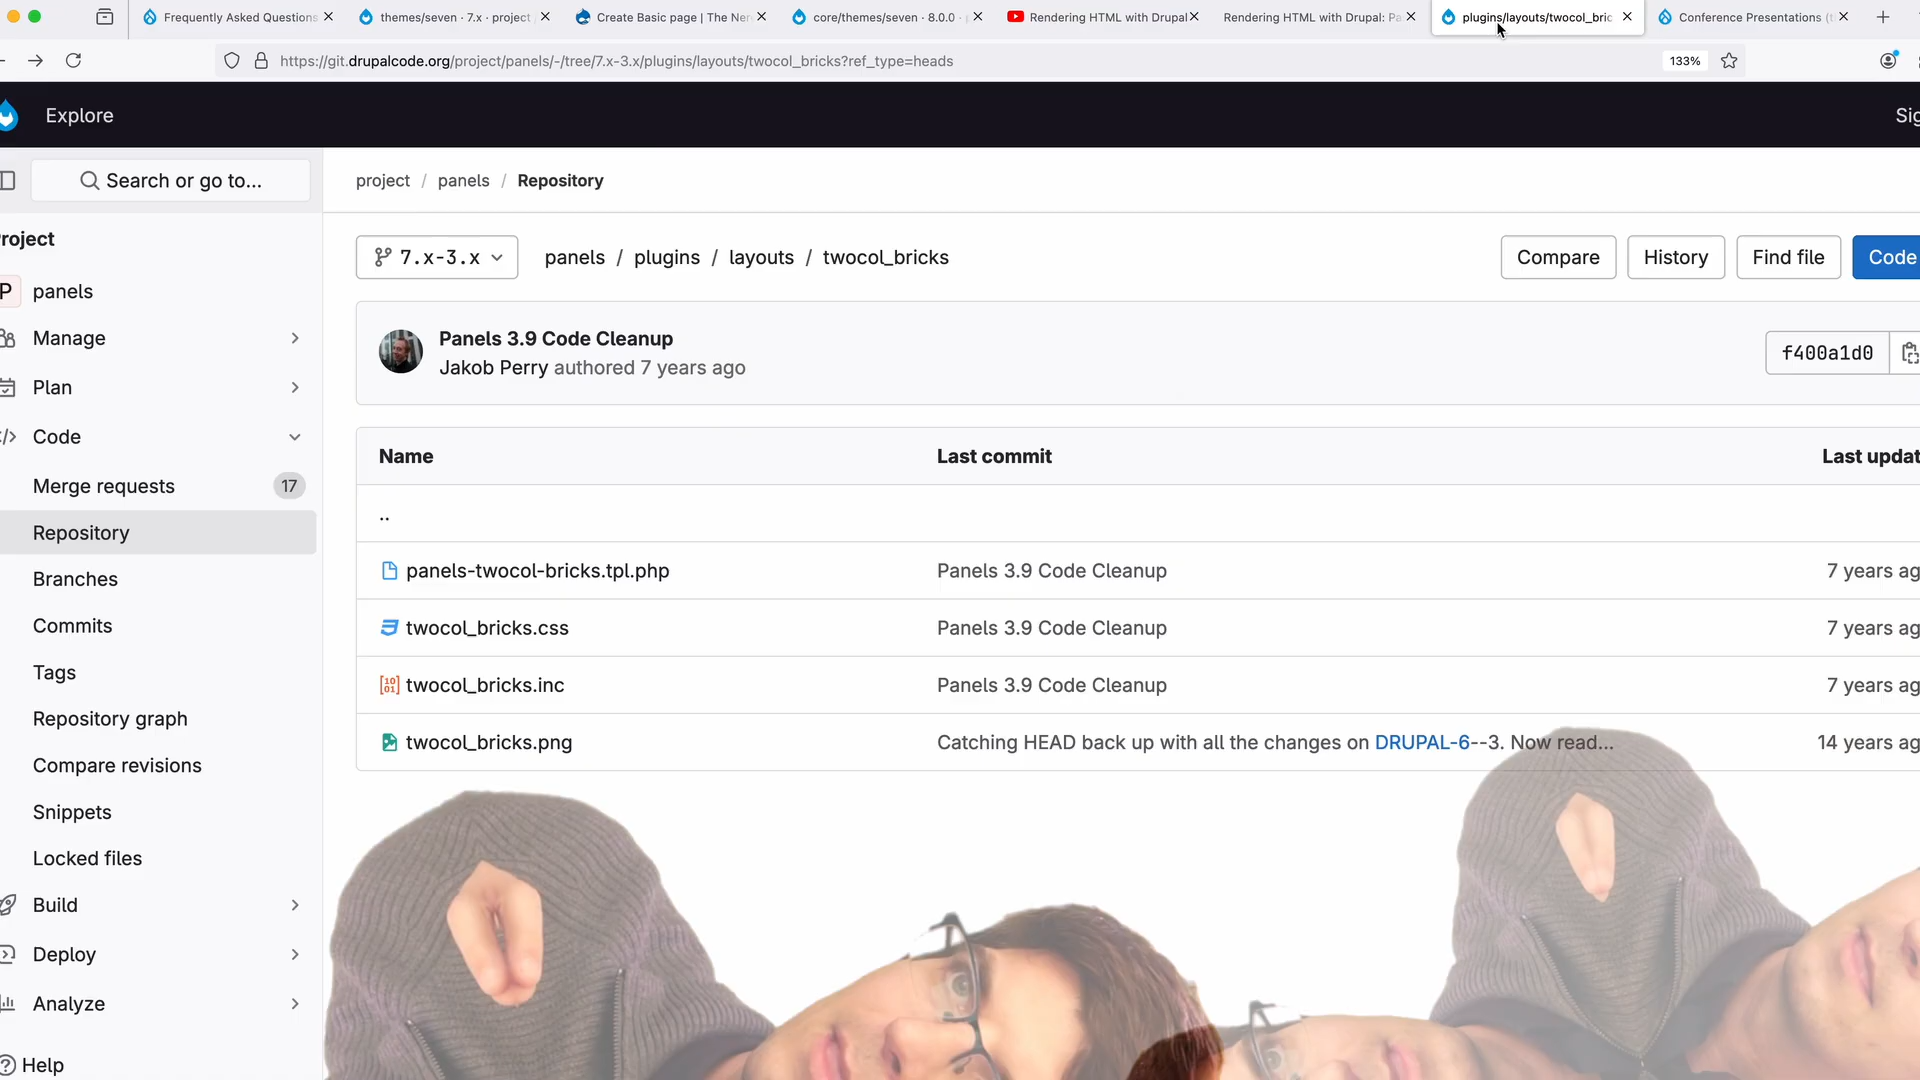 Frequently Asked Questions
themes/seven · 7.x · project
Create Basic page | The Ner
core/themes/seven · 8.0.0 ·
Rendering HTML with Drupal
Rendering HTML with Drupal: Pa
plugins/layouts/twocol_bric
Conference Presentations (
https://git.drupalcode.org/project/panels/-/tree/7.x-3.x/plugins/layouts/twocol_bricks?ref_type=heads
133%
Explore
Sig
Search or go to...
project / panels / Repository
roject
7.x-3.x
panels / plugins / layouts / twocol_bricks
Compare
History
Find file
Code
P panels
Manage
Plan
Code
Merge requests 17
Repository
Branches
Commits
Tags
Repository graph
Compare revisions
Snippets
Locked files
Build
Deploy
Analyze
Help
Panels 3.9 Code Cleanup
Jakob Perry authored 7 years ago
f400a1d0
Name Last commit Last updat
..
panels-twocol-bricks.tpl.php Panels 3.9 Code Cleanup 7 years ag
twocol_bricks.css Panels 3.9 Code Cleanup 7 years ag
twocol_bricks.inc Panels 3.9 Code Cleanup 7 years ag
twocol_bricks.png Catching HEAD back up with all the changes on DRUPAL-6--3. Now read... 14 years ag